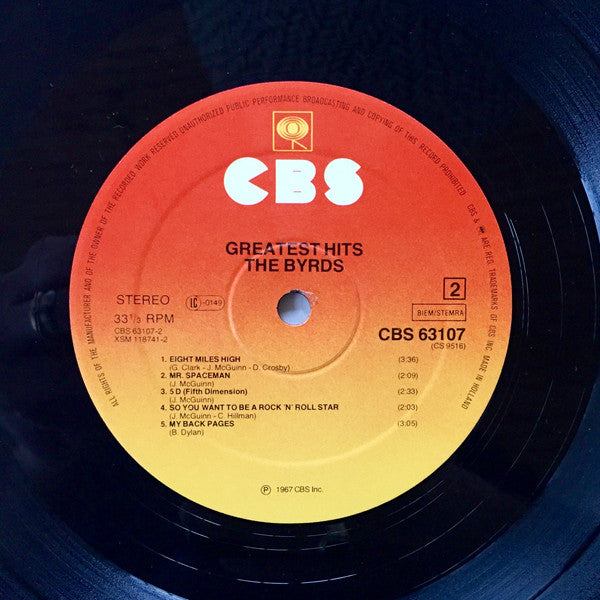 ALL RIGHTS OF THE MANUFACTURER AND OF THE OWNER OF THE RECORDED WORK RESERVED UNAUTHORIZED PUBLIC PERFORMANCE BROADCASTING AND COPYING OF THIS RECORD PROHIBITED
CBS & ARE REG. TRADEMARKS OF CBS INC MADE IN HOLLAND
CBS
GREATEST HITS
THE BYRDS
STEREO
LC -0149
2
33 1/3 RPM
BIEM/STEMRA
CBS 63107-2
XSM 118741-2
CBS 63107
(CS 9516)
1. EIGHT MILES HIGH (3:36)
(G. Clark - J. McGuinn - D. Crosby)
2. MR. SPACEMAN (2:09)
(J. McGuinn)
3. 5 D (Fifth Dimension) (2:33)
(J. McGuinn)
4. SO YOU WANT TO BE A ROCK 'N' ROLL STAR (2:03)
(J. McGuinn - C. Hillman)
5. MY BACK PAGES (3:05)
(B. Dylan)
℗ 1967 CBS Inc.